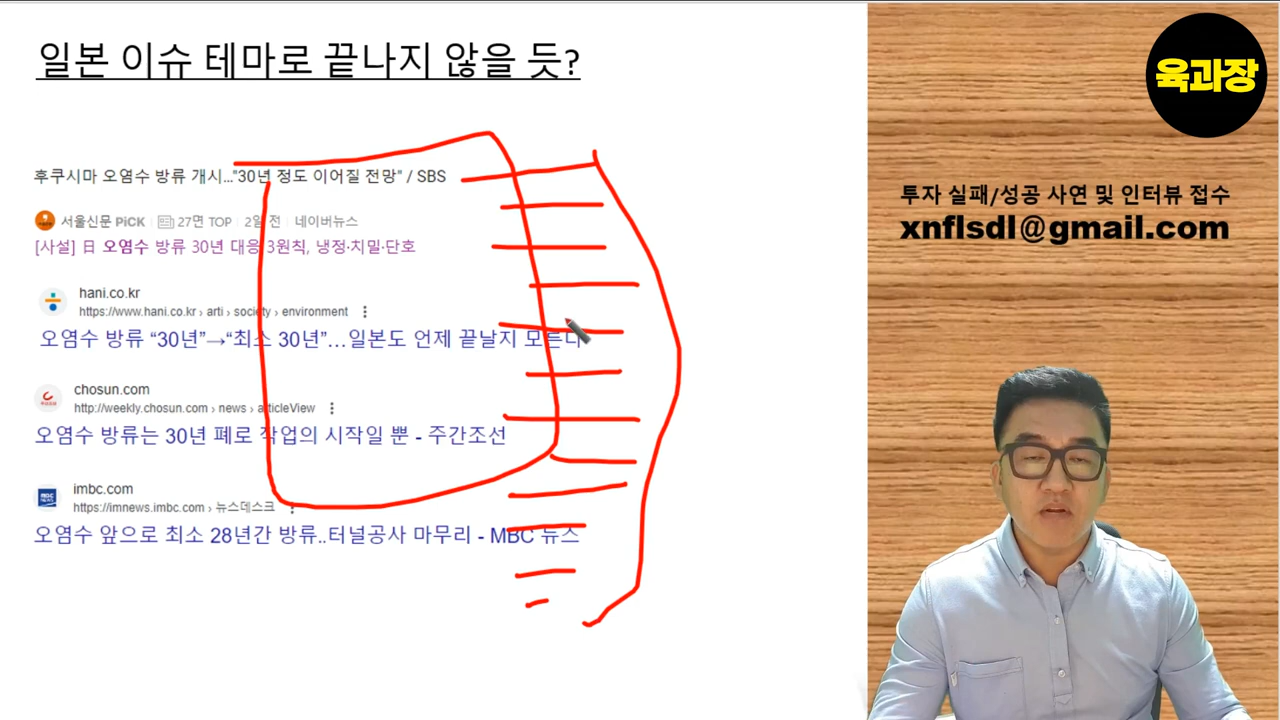 일본 이슈 테마로 끝나지 않을 듯?
후쿠시마 오염수 방류 개시..."30년 정도 이어질 전망" / SBS
서울신문 PiCK 27면 TOP 2일 전 네이버뉴스
[사설] 日 오염수 방류 30년 대응 3원칙, 냉정·치밀·단호
hani.co.kr
https://www.hani.co.kr › arti › society › environment
오염수 방류 “30년”→“최소 30년”…일본도 언제 끝날지 모른다
chosun.com
http://weekly.chosun.com › news › articleView
오염수 방류는 30년 폐로 작업의 시작일 뿐 - 주간조선
imbc.com
https://imnews.imbc.com › 뉴스데스크
오염수 앞으로 최소 28년간 방류..터널공사 마무리 - MBC 뉴스
육과장
투자 실패/성공 사연 및 인터뷰 접수
xnflsdl@gmail.com